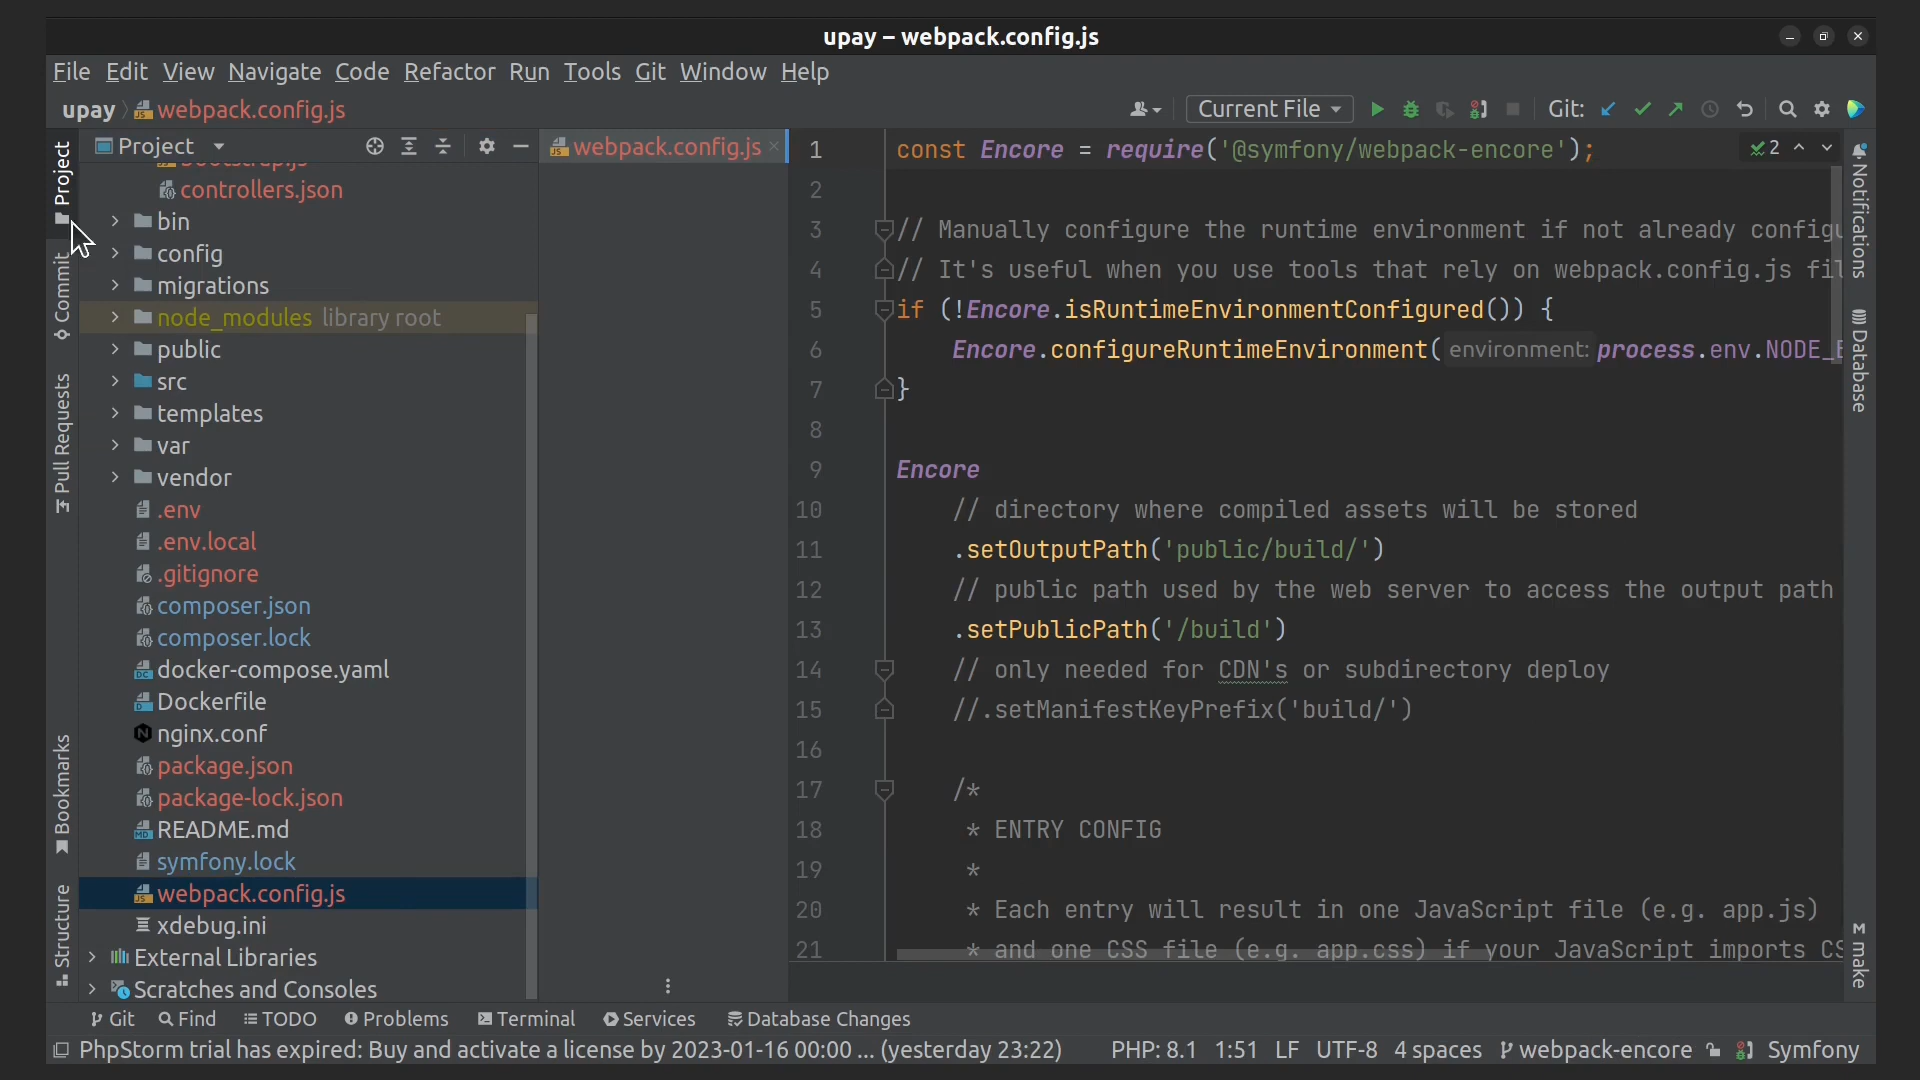 upay – webpack.config.js
File Edit View Navigate Code Refactor Run Tools Git Window Help
upay webpack.config.js
Current File
Git:
Project
webpack.config.js
controllers.json
bin
config
migrations
node_modules library root
public
src
templates
var
vendor
.env
.env.local
.gitignore
composer.json
composer.lock
docker-compose.yaml
Dockerfile
nginx.conf
package.json
package-lock.json
README.md
symfony.lock
webpack.config.js
xdebug.ini
External Libraries
Scratches and Consoles
Project
Commit
Pull Requests
Bookmarks
Structure
2
1 const Encore = require('@symfony/webpack-encore');
2
3 // Manually configure the runtime environment if not already configu
4 // It's useful when you use tools that rely on webpack.config.js fil
5 if (!Encore.isRuntimeEnvironmentConfigured()) {
6 Encore.configureRuntimeEnvironment( environment: process.env.NODE_E
7 }
8
9 Encore
10 // directory where compiled assets will be stored
11 .setOutputPath('public/build/')
12 // public path used by the web server to access the output path
13 .setPublicPath('/build')
14 // only needed for CDN's or subdirectory deploy
15 //.setManifestKeyPrefix('build/')
16
17 /*
18 * ENTRY CONFIG
19 *
20 * Each entry will result in one JavaScript file (e.g. app.js)
21 * and one CSS file (e.g. app.css) if your JavaScript imports CS
Notifications
Database
make
Git Find TODO Problems Terminal Services Database Changes
PhpStorm trial has expired: Buy and activate a license by 2023-01-16 00:00 ... (yesterday 23:22) PHP: 8.1 1:51 LF UTF-8 4 spaces webpack-encore Symfony